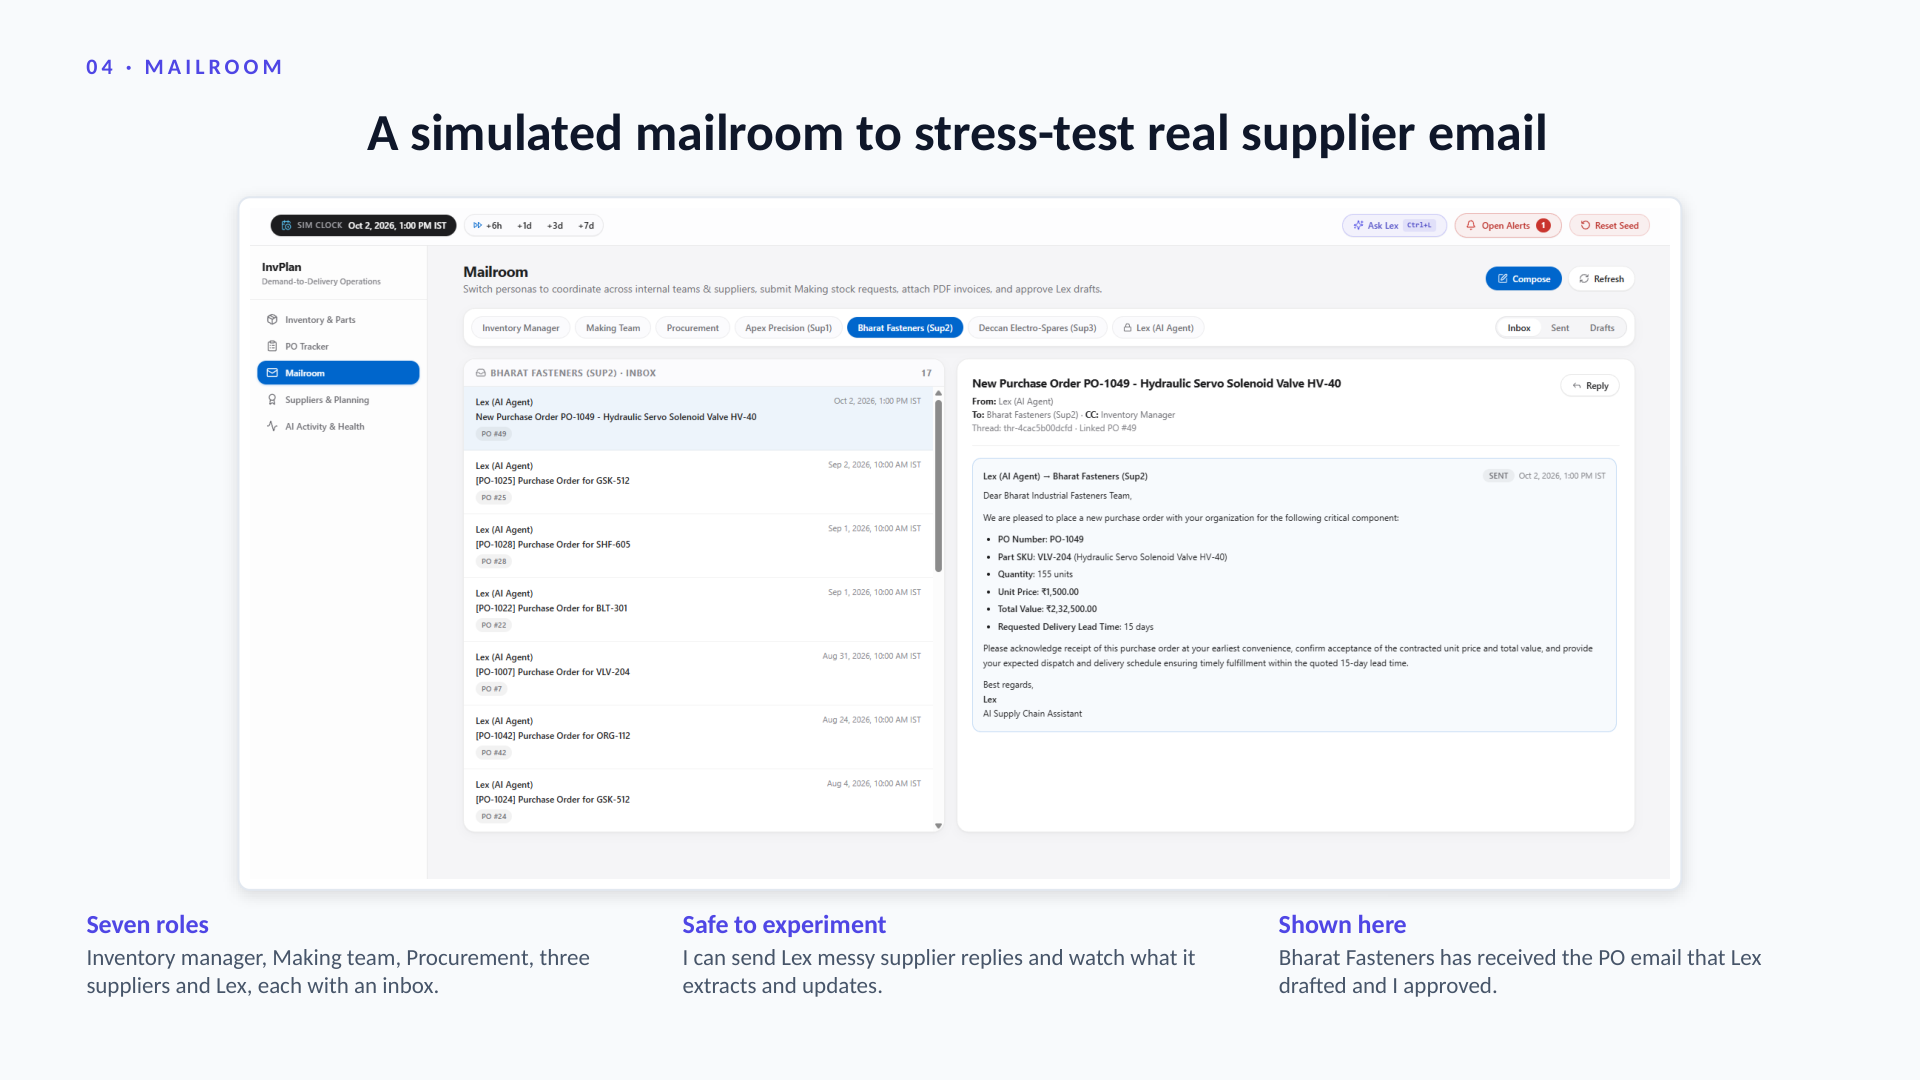 04 · MAILROOM
A simulated mailroom to stress-test real supplier email
SIM CLOCK Oct 2, 2026, 1:00 PM IST
+6h +1d +3d +7d
Ask Lex Ctrl+L
Open Alerts 1
Reset Seed
InvPlan
Demand-to-Delivery Operations
Inventory & Parts
PO Tracker
Mailroom
Suppliers & Planning
AI Activity & Health
Mailroom
Switch personas to coordinate across internal teams & suppliers, submit Making stock requests, attach PDF invoices, and approve Lex drafts.
Compose
Refresh
Inventory Manager
Making Team
Procurement
Apex Precision (Sup1)
Bharat Fasteners (Sup2)
Deccan Electro-Spares (Sup3)
Lex (AI Agent)
Inbox
Sent
Drafts
BHARAT FASTENERS (SUP2) · INBOX 17
Lex (AI Agent) Oct 2, 2026, 1:00 PM IST
New Purchase Order PO-1049 - Hydraulic Servo Solenoid Valve HV-40
PO #49
Lex (AI Agent) Sep 2, 2026, 10:00 AM IST
[PO-1025] Purchase Order for GSK-512
PO #25
Lex (AI Agent) Sep 1, 2026, 10:00 AM IST
[PO-1028] Purchase Order for SHF-605
PO #28
Lex (AI Agent) Sep 1, 2026, 10:00 AM IST
[PO-1022] Purchase Order for BLT-301
PO #22
Lex (AI Agent) Aug 31, 2026, 10:00 AM IST
[PO-1007] Purchase Order for VLV-204
PO #7
Lex (AI Agent) Aug 24, 2026, 10:00 AM IST
[PO-1042] Purchase Order for ORG-112
PO #42
Lex (AI Agent) Aug 4, 2026, 10:00 AM IST
[PO-1024] Purchase Order for GSK-512
PO #24
New Purchase Order PO-1049 - Hydraulic Servo Solenoid Valve HV-40
Reply
From: Lex (AI Agent)
To: Bharat Fasteners (Sup2) · CC: Inventory Manager
Thread: thr-4cac5b00dcfd · Linked PO #49
Lex (AI Agent) → Bharat Fasteners (Sup2) SENT Oct 2, 2026, 1:00 PM IST
Dear Bharat Industrial Fasteners Team,
We are pleased to place a new purchase order with your organization for the following critical component:
• PO Number: PO-1049
• Part SKU: VLV-204 (Hydraulic Servo Solenoid Valve HV-40)
• Quantity: 155 units
• Unit Price: ₹1,500.00
• Total Value: ₹2,32,500.00
• Requested Delivery Lead Time: 15 days
Please acknowledge receipt of this purchase order at your earliest convenience, confirm acceptance of the contracted unit price and total value, and provide
your expected dispatch and delivery schedule ensuring timely fulfillment within the quoted 15-day lead time.
Best regards,
Lex
AI Supply Chain Assistant
Seven roles
Inventory manager, Making team, Procurement, three
suppliers and Lex, each with an inbox.
Safe to experiment
I can send Lex messy supplier replies and watch what it
extracts and updates.
Shown here
Bharat Fasteners has received the PO email that Lex
drafted and I approved.